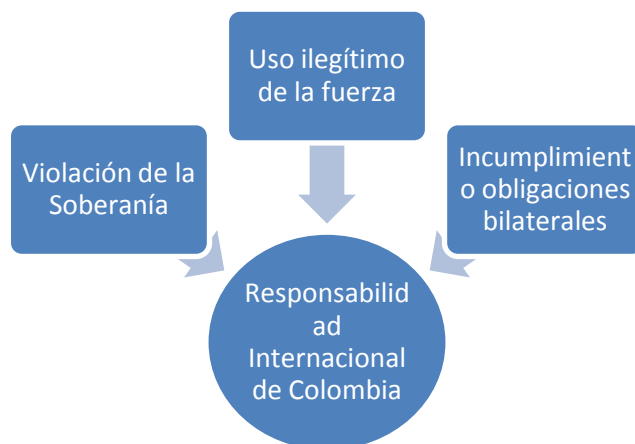 Uso ilegítimo
de la fuerza
Violación de la
Soberanía
Incumplimient
o obligaciones
bilaterales
Responsabilid
ad
Internacional
de Colombia